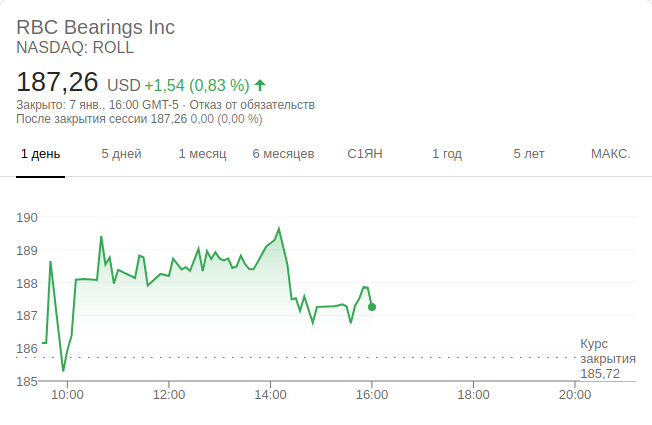 RBC Bearings Inc
NASDAQ: ROLL
187,26 USD +1,54 (0,83 %)
Закрыто: 7 янв., 16:00 GMT-5 · Отказ от обязательств
После закрытия сессии 187,26 0,00 (0,00 %)
1 день 5 дней 1 месяц 6 месяцев С1ЯН 1 год 5 лет МАКС.
190
189
188
187
186
185
Курс
закрытия
185,72
10:00 12:00 14:00 16:00 18:00 20:00